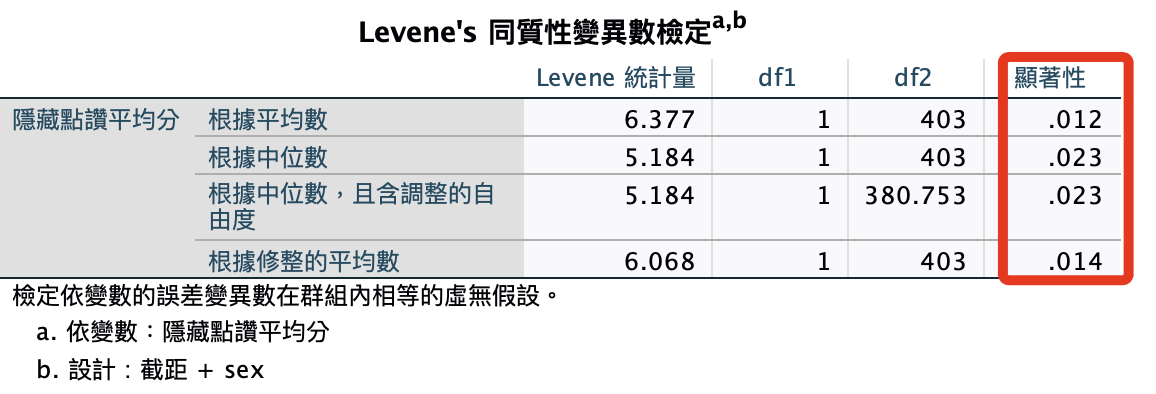 Levene's 同質性變異數檢定a,b
Levene 統計量 df1 df2 顯著性
隱藏點讚平均分 根據平均數 6.377 1 403 .012
根據中位數 5.184 1 403 .023
根據中位數，且含調整的自 5.184 1 380.753 .023
由度
根據修整的平均數 6.068 1 403 .014
檢定依變數的誤差變異數在群組內相等的虛無假設。
a. 依變數：隱藏點讚平均分
b. 設計：截距 + sex